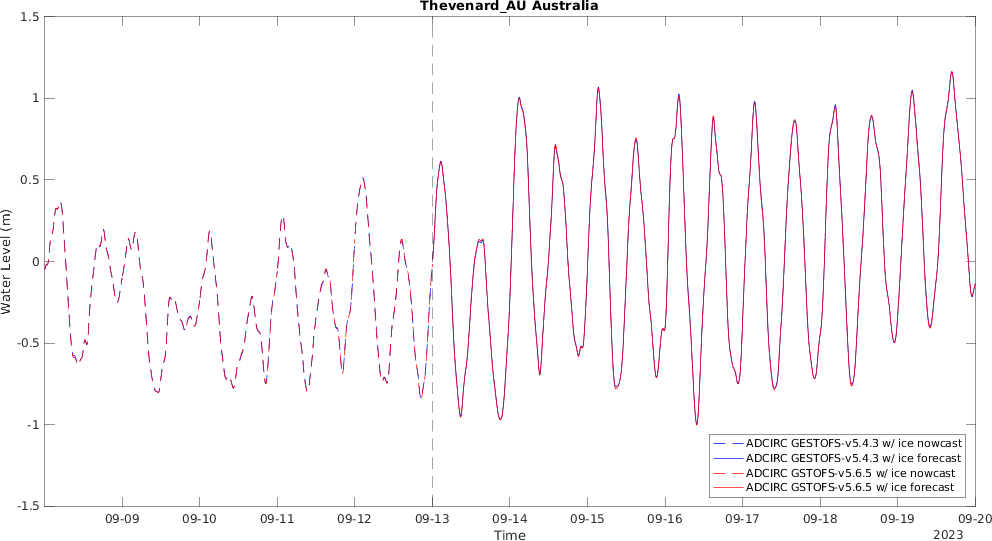 Thevenard_AU Australia
1.5
1
0.5
0
-0.5
-1
-1.5
Water Level (m)
ADCIRC GESTOFS-v5.4.3 w/ ice nowcast
ADCIRC GESTOFS-v5.4.3 w/ ice forecast
ADCIRC GSTOFS-v5.6.5 w/ ice nowcast
ADCIRC GSTOFS-v5.6.5 w/ ice forecast
09-09 09-10 09-11 09-12 09-13 09-14 09-15 09-16 09-17 09-18 09-19 09-20
Time
2023